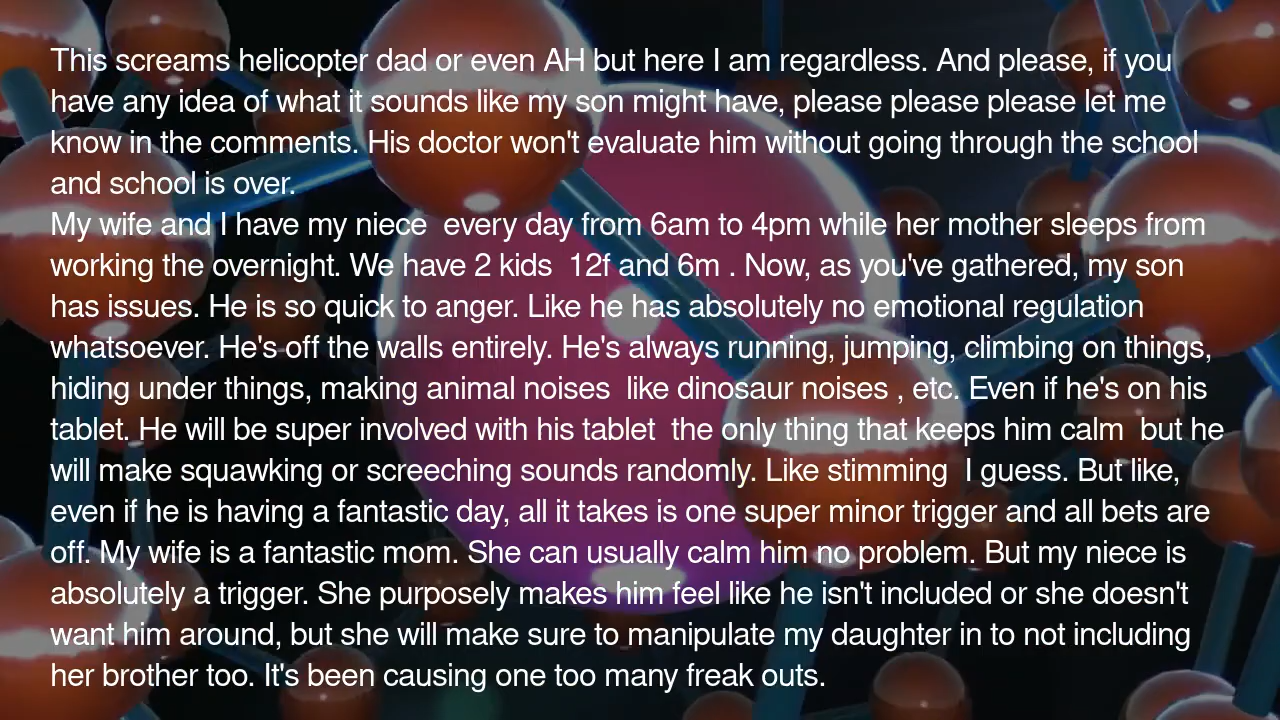 This screams helicopter dad or even AH but here I am regardless. And please, if you
have any idea of what it sounds like my son might have, please please please let me
know in the comments. His doctor won't evaluate him without going through the school
and school is over.
My wife and I have my niece  every day from 6am to 4pm while her mother sleeps from
working the overnight. We have 2 kids  12f and 6m . Now, as you've gathered, my son
has issues. He is so quick to anger. Like he has absolutely no emotional regulation
whatsoever. He's off the walls entirely. He's always running, jumping, climbing on things,
hiding under things, making animal noises  like dinosaur noises , etc. Even if he's on his
tablet. He will be super involved with his tablet  the only thing that keeps him calm  but he
will make squawking or screeching sounds randomly. Like stimming  I guess. But like,
even if he is having a fantastic day, all it takes is one super minor trigger and all bets are
off. My wife is a fantastic mom. She can usually calm him no problem. But my niece is
absolutely a trigger. She purposely makes him feel like he isn't included or she doesn't
want him around, but she will make sure to manipulate my daughter in to not including
her brother too. It's been causing one too many freak outs.